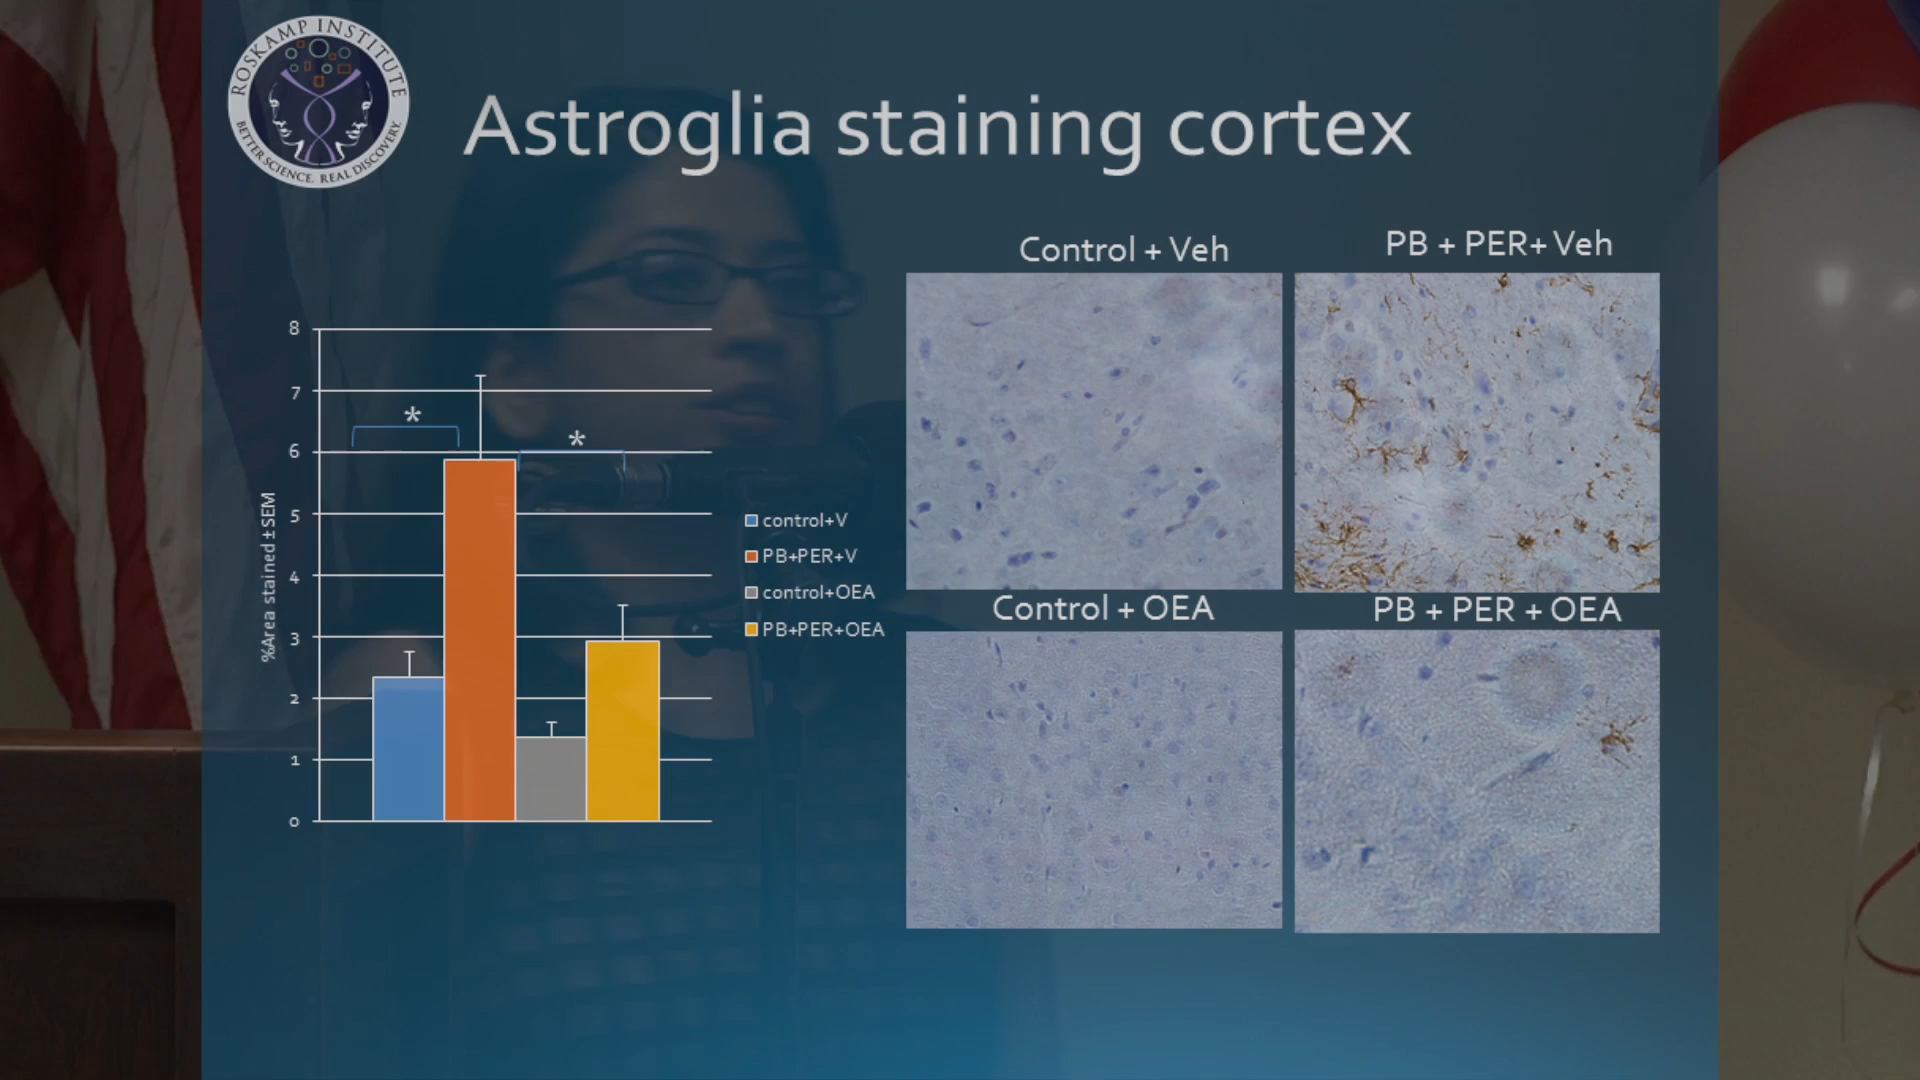 ROSKAMP INSTITUTE
BETTER SCIENCE. REAL DISCOVERY.
Astroglia staining cortex
Control + Veh
PB + PER+ Veh
8
7
6
5
4
3
2
1
0
*
*
%Area stained ± SEM
control+V
PB+PER+V
control+OEA
PB+PER+OEA
Control + OEA
PB + PER + OEA